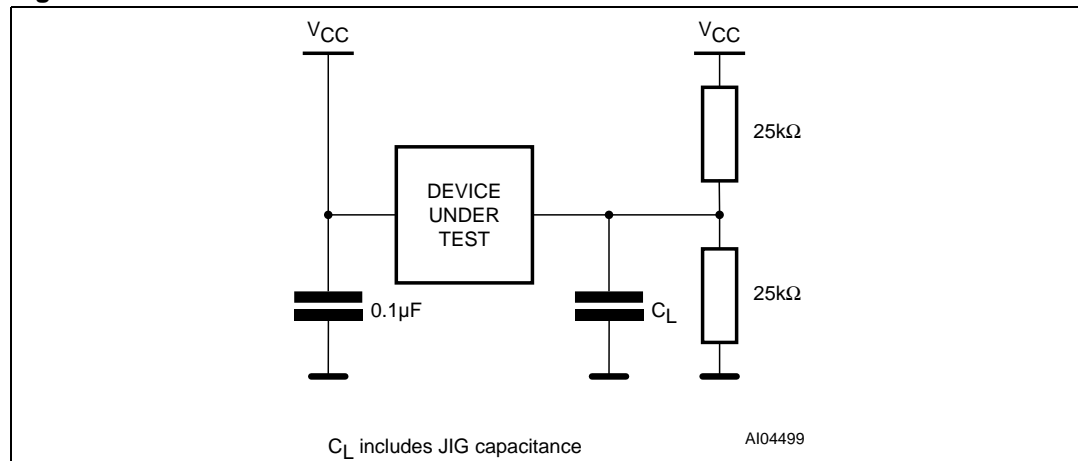 VCC
VCC
25kΩ
DEVICE
UNDER
TEST
0.1µF
CL
25kΩ
CL includes JIG capacitance
AI04499